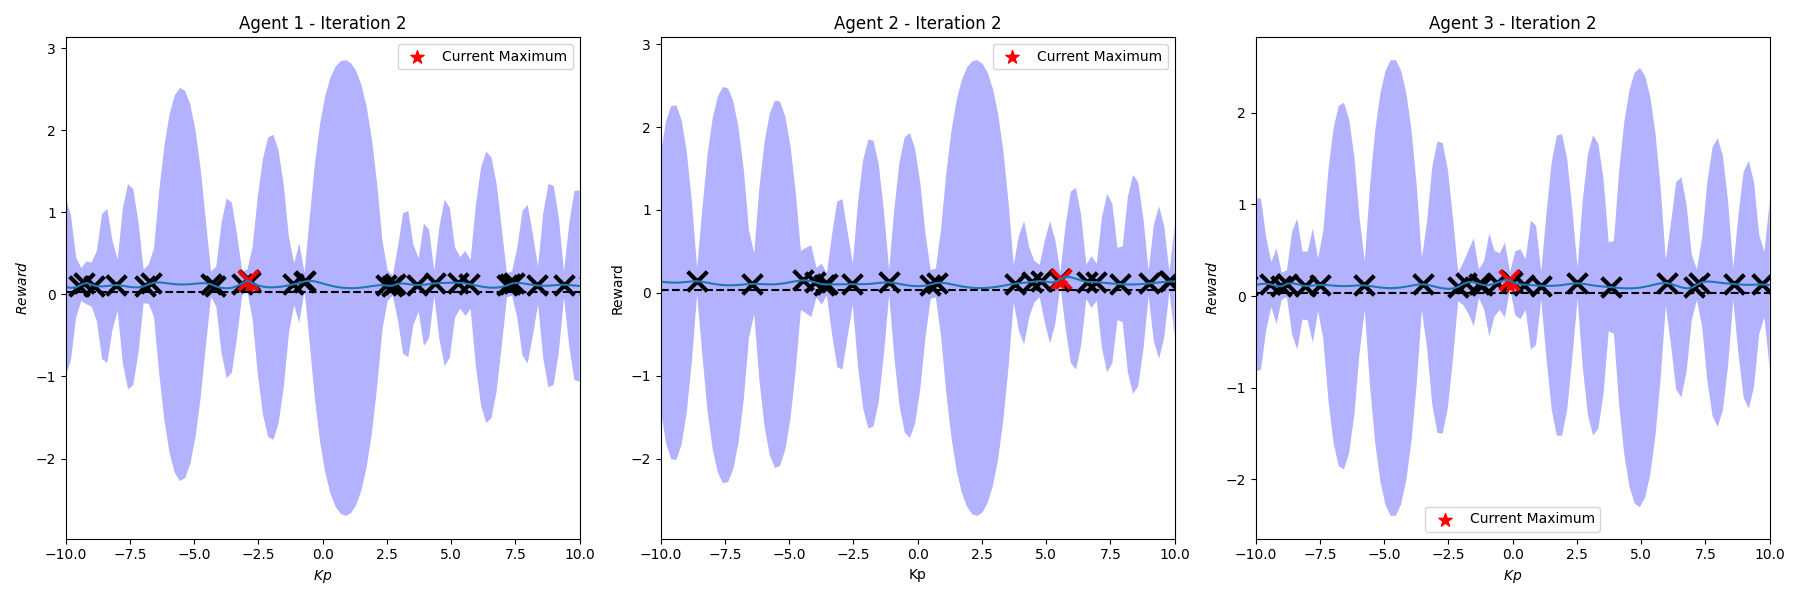 Agent 1 - Iteration 2
Current Maximum
3
2
1
0
−1
−2
Reward
−10.0 −7.5 −5.0 −2.5 0.0 2.5 5.0 7.5 10.0
Kp
Agent 2 - Iteration 2
Current Maximum
3
2
1
0
−1
−2
Reward
−10.0 −7.5 −5.0 −2.5 0.0 2.5 5.0 7.5 10.0
Kp
Agent 3 - Iteration 2
2
1
0
−1
−2
Reward
Current Maximum
−10.0 −7.5 −5.0 −2.5 0.0 2.5 5.0 7.5 10.0
Kp